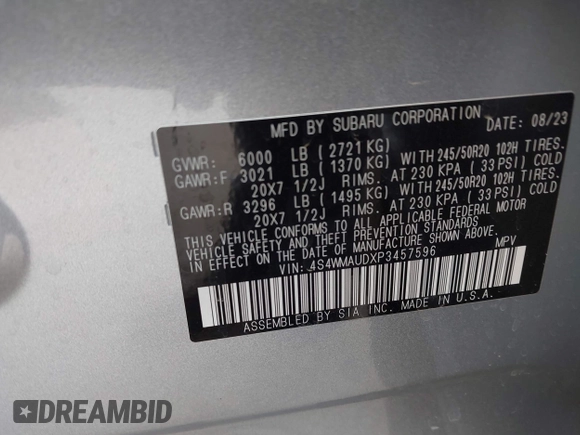 MFD BY SUBARU CORPORATION DATE: 08/23
GVWR: 6000 LB ( 2721 KG)
GAWR:F 3021 LB ( 1370 KG) WITH 245/50R20 102H TIRES.
20X7 1/2J RIMS. AT 230 KPA ( 33 PSI) COLD
GAWR:R 3296 LB ( 1495 KG) WITH 245/50R20 102H TIRES.
20X7 1/2J RIMS. AT 230 KPA ( 33 PSI) COLD
THIS VEHICLE CONFORMS TO ALL APPLICABLE FEDERAL MOTOR
VEHICLE SAFETY AND THEFT PREVENTION STANDARDS
IN EFFECT ON THE DATE OF MANUFACTURE SHOWN ABOVE.
VIN: 4S4WMAUDXP3457596 MPV
ASSEMBLED BY SIA INC. MADE IN U.S.A.
DREAMBID